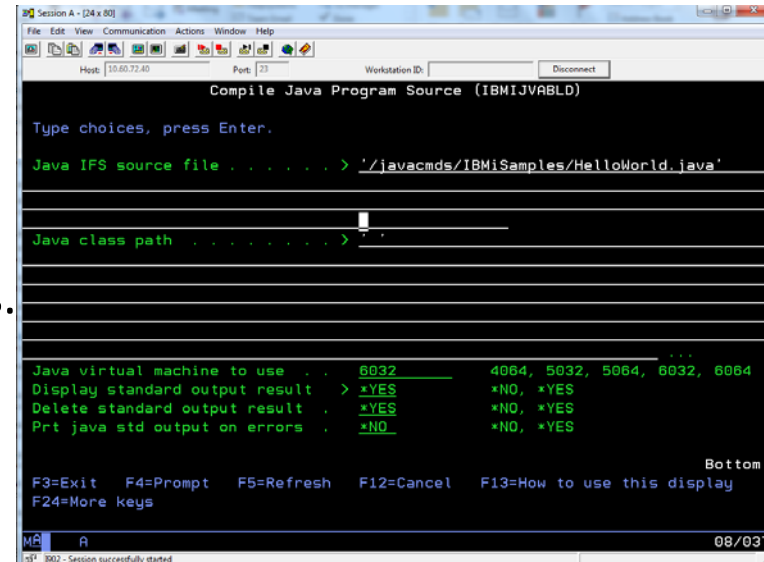 Session A - [24 x 80]
File Edit View Communication Actions Window Help
Host: 10.60.72.40 Port: 23 Workstation ID: Disconnect
Compile Java Program Source (IBMIJVABLD)
Type choices, press Enter.
Java IFS source file . . . . . . > '/javacmds/IBMiSamples/HelloWorld.java'
Java class path . . . . . . . . > ' '
...
Java virtual machine to use . . 6032 4064, 5032, 5064, 6032, 6064
Display standard output result > *YES *NO, *YES
Delete standard output result . *YES *NO, *YES
Prt java std output on errors . *NO *NO, *YES
Bottom
F3=Exit F4=Prompt F5=Refresh F12=Cancel F13=How to use this display
F24=More keys
MA A 08/037
I902 - Session successfully started